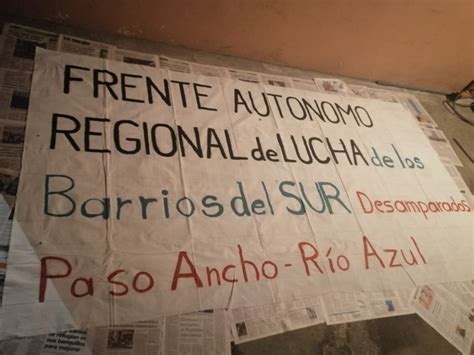 FRENTE AUTONOMO
REGIONAL de LUCHA de los
Barrios del SUR Desamparados
Paso Ancho - Río Azul